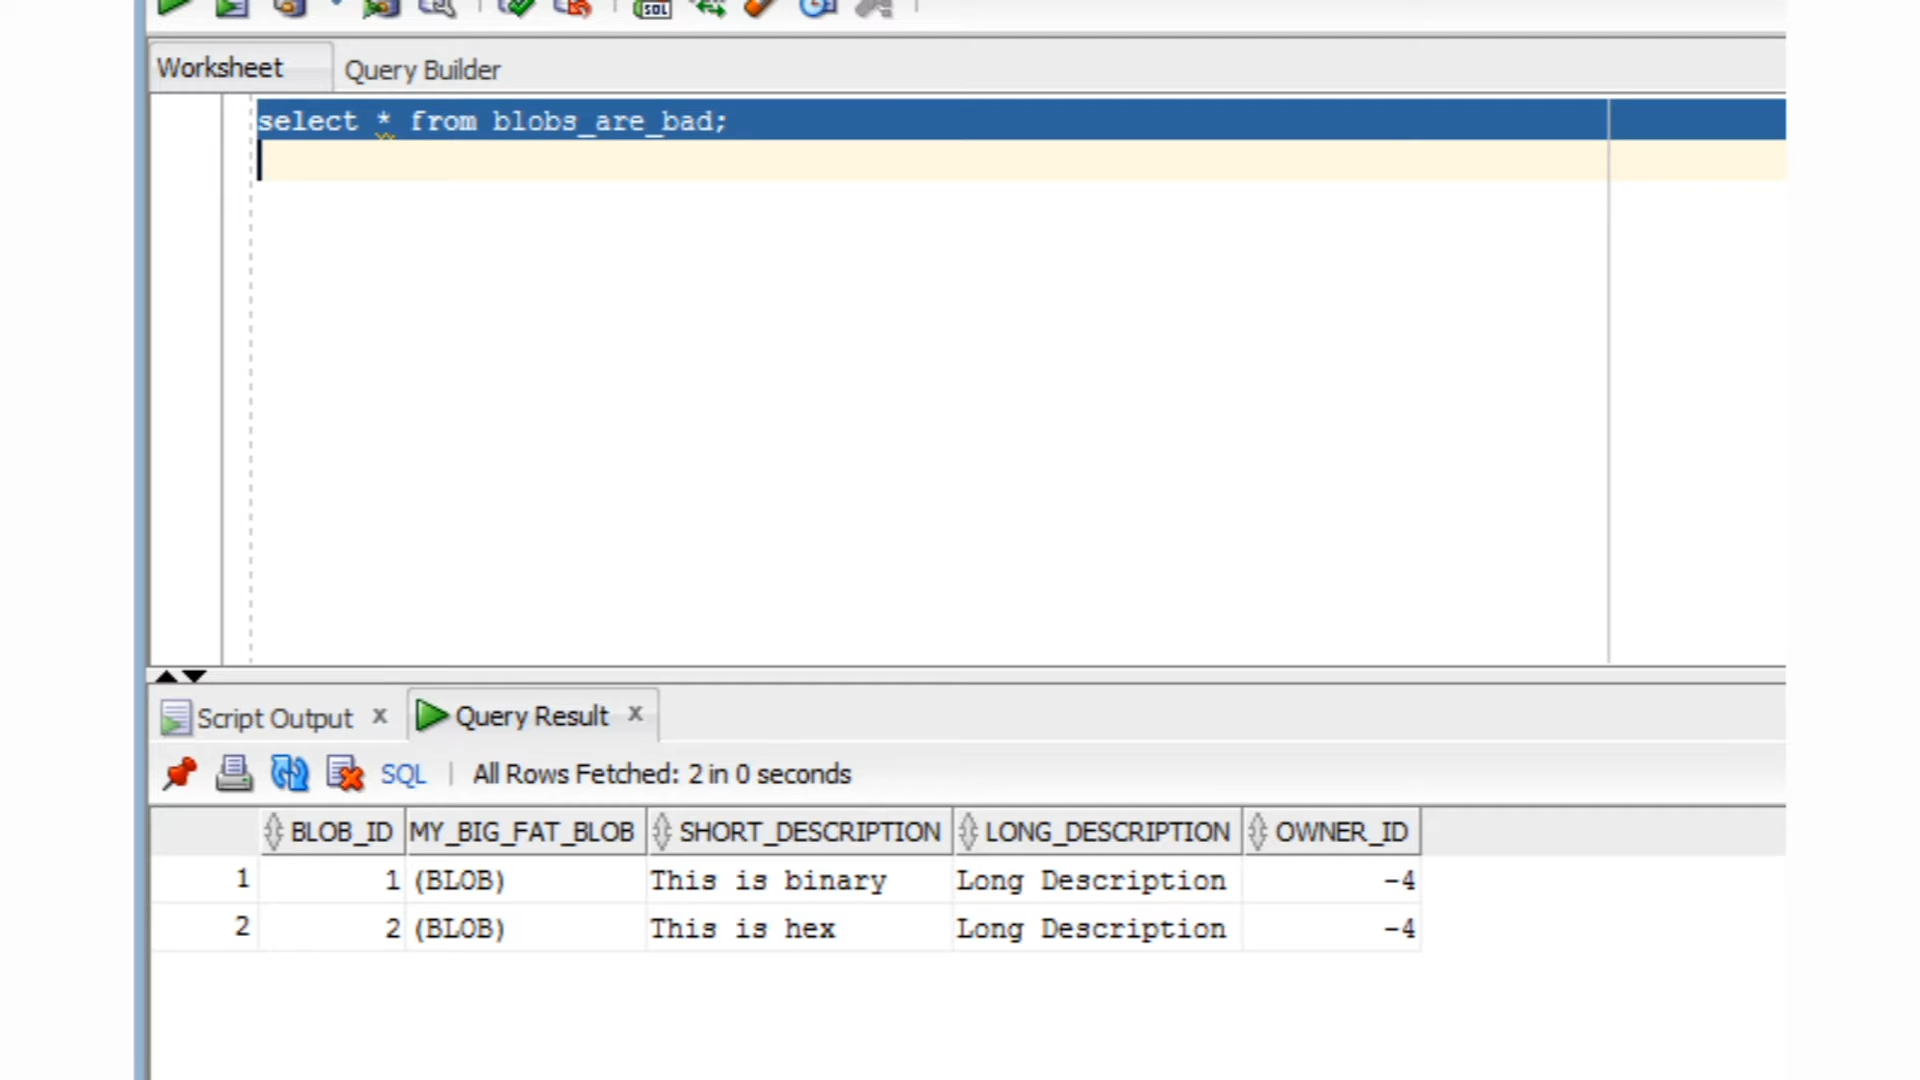 SQL
Worksheet
Query Builder
select * from blobs_are_bad;
Script Output x
Query Result x
SQL | All Rows Fetched: 2 in 0 seconds
BLOB_ID MY_BIG_FAT_BLOB SHORT_DESCRIPTION LONG_DESCRIPTION OWNER_ID
1 1 (BLOB) This is binary Long Description -4
2 2 (BLOB) This is hex Long Description -4